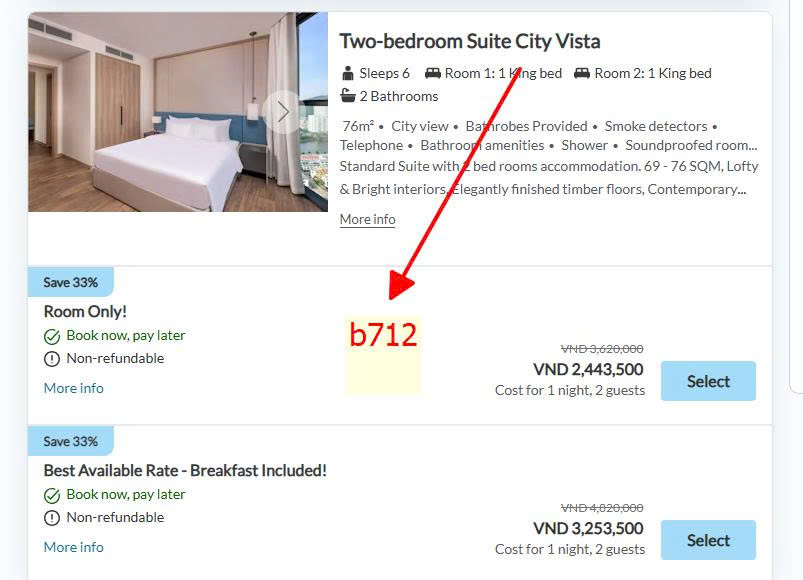 Two-bedroom Suite City Vista
Sleeps 6 Room 1: 1 King bed Room 2: 1 King bed
2 Bathrooms
76m² • City view • Bathrobes Provided • Smoke detectors •
Telephone • Bathroom amenities • Shower • Soundproofed room...
Standard Suite with 2 bed rooms accommodation. 69 - 76 SQM, Lofty
& Bright interiors, Elegantly finished timber floors, Contemporary...
More info
Save 33%
Room Only!
Book now, pay later
Non-refundable
More info
b712
VND 3,620,000
VND 2,443,500
Cost for 1 night, 2 guests
Select
Save 33%
Best Available Rate - Breakfast Included!
Book now, pay later
Non-refundable
More info
VND 4,820,000
VND 3,253,500
Cost for 1 night, 2 guests
Select